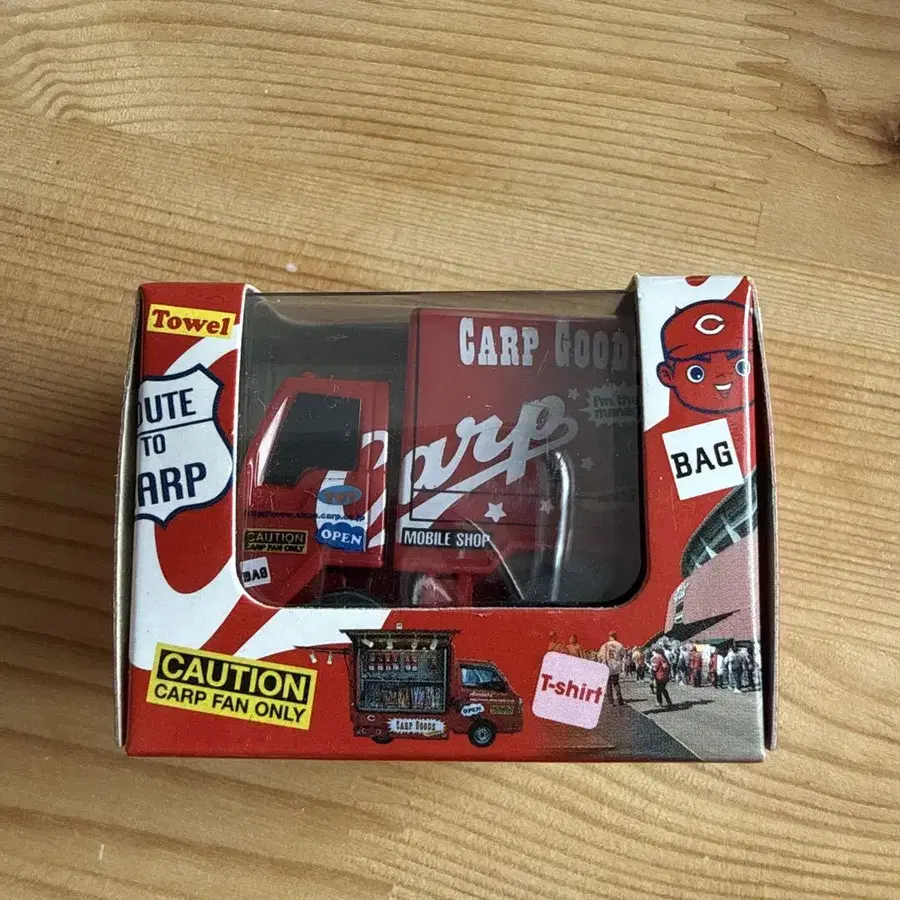 Towel
OUTE
TO
ARP
CARP GOODS
I'm the
mana
Carp
OPEN
MOBILE SHOP
CAUTION
CARP FAN ONLY
BAG
C
BAG
CAUTION
CARP FAN ONLY
OPEN
CARP GOODS
T-shirt